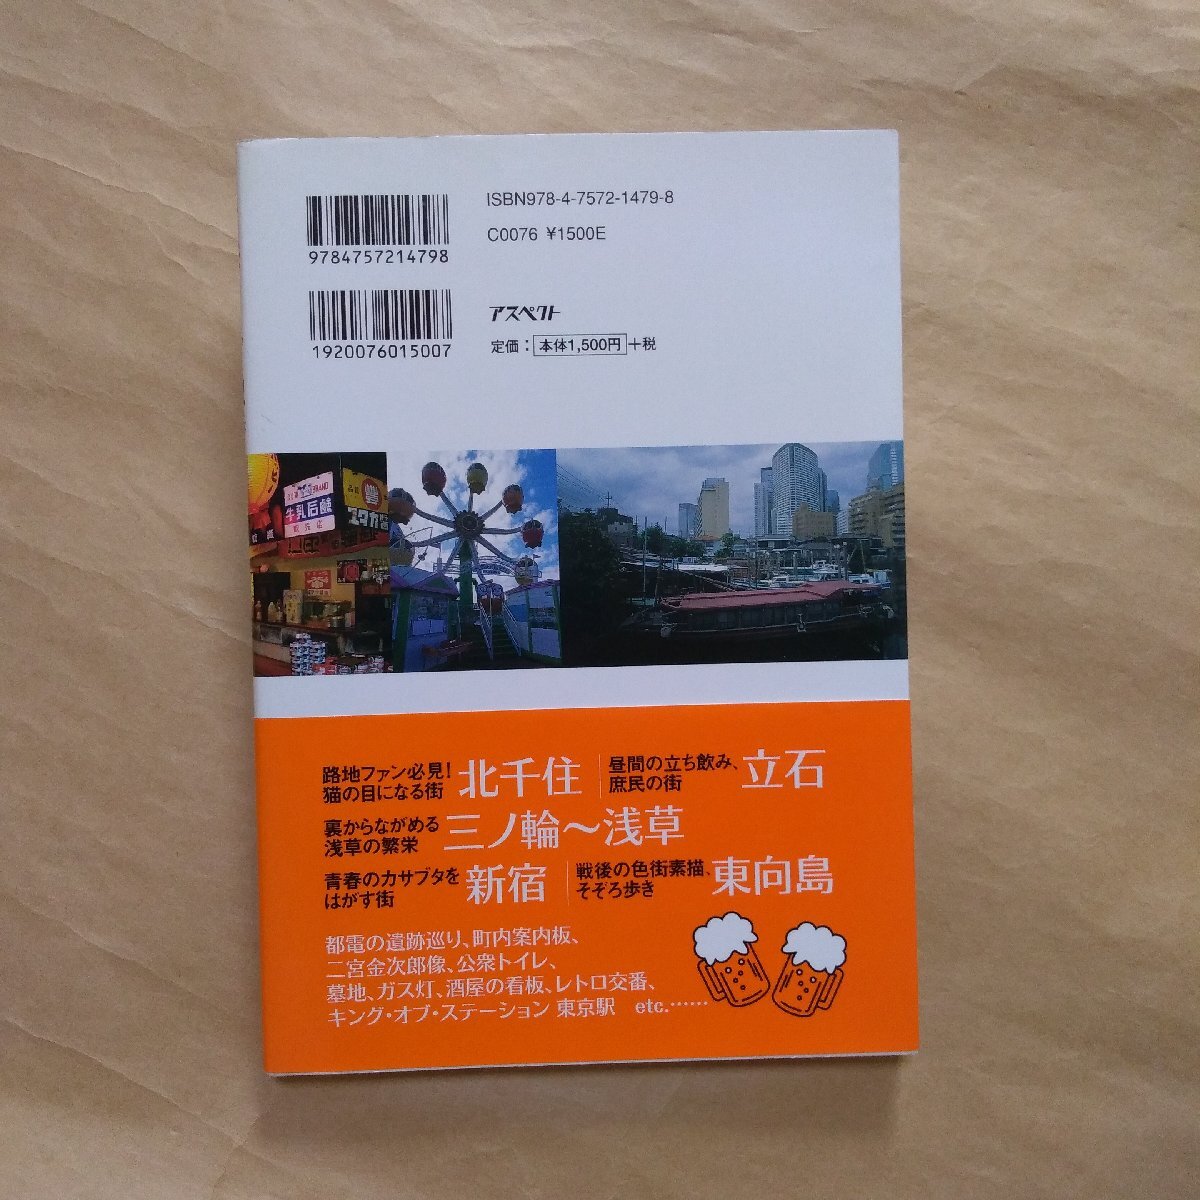 ISBN978-4-7572-1479-8
C0076 ¥1500E
9784757214798
アスペクト
定価：本体1,500円+税
1920076015007
牛乳石鹸
路地ファン必見！
猫の目になる街
北千住
昼間の立ち飲み、
庶民の街
立石
裏からながめる
浅草の繁栄
三ノ輪〜浅草
青春のカサブタを
はがす街
新宿
戦後の色街素描、
そぞろ歩き
東向島
都電の遺跡巡り、町内案内板、
二宮金次郎像、公衆トイレ、
墓地、ガス灯、酒屋の看板、レトロ交番、
キング・オブ・ステーション 東京駅 etc.……